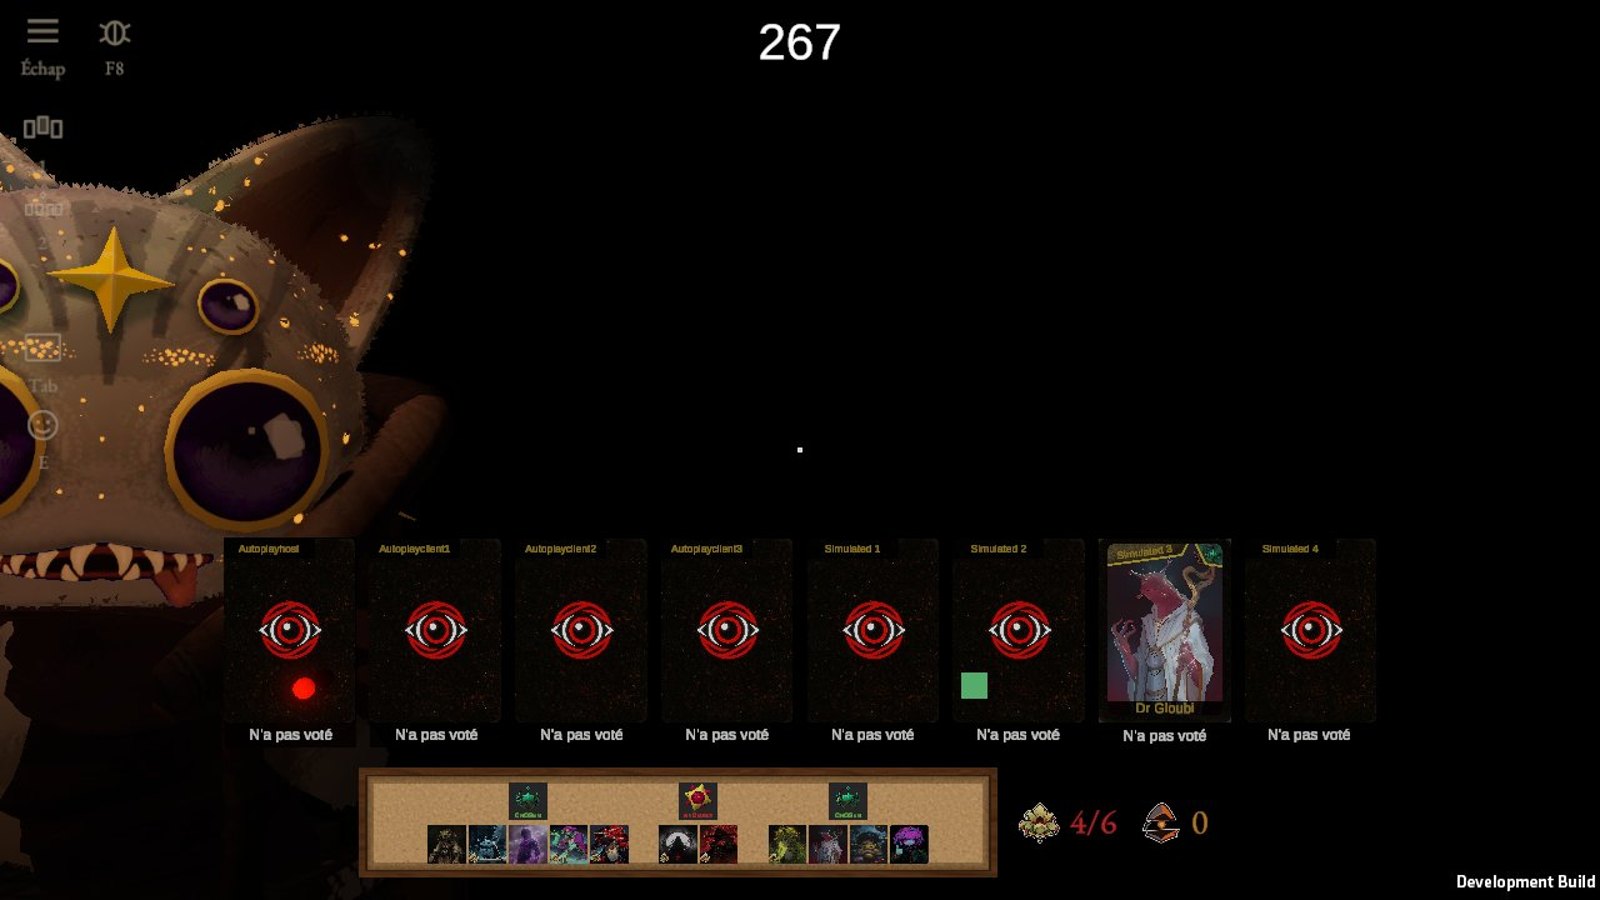 267
Échap
F8
1
2
Tab
E
Autoplayhost
Autoplayclient1
Autoplayclient2
Autoplayclient3
Simulated 1
Simulated 2
Simulated 3
Simulated 4
Dr Gloubi
N'a pas voté
N'a pas voté
N'a pas voté
N'a pas voté
N'a pas voté
N'a pas voté
N'a pas voté
N'a pas voté
4/6
0
Development Build